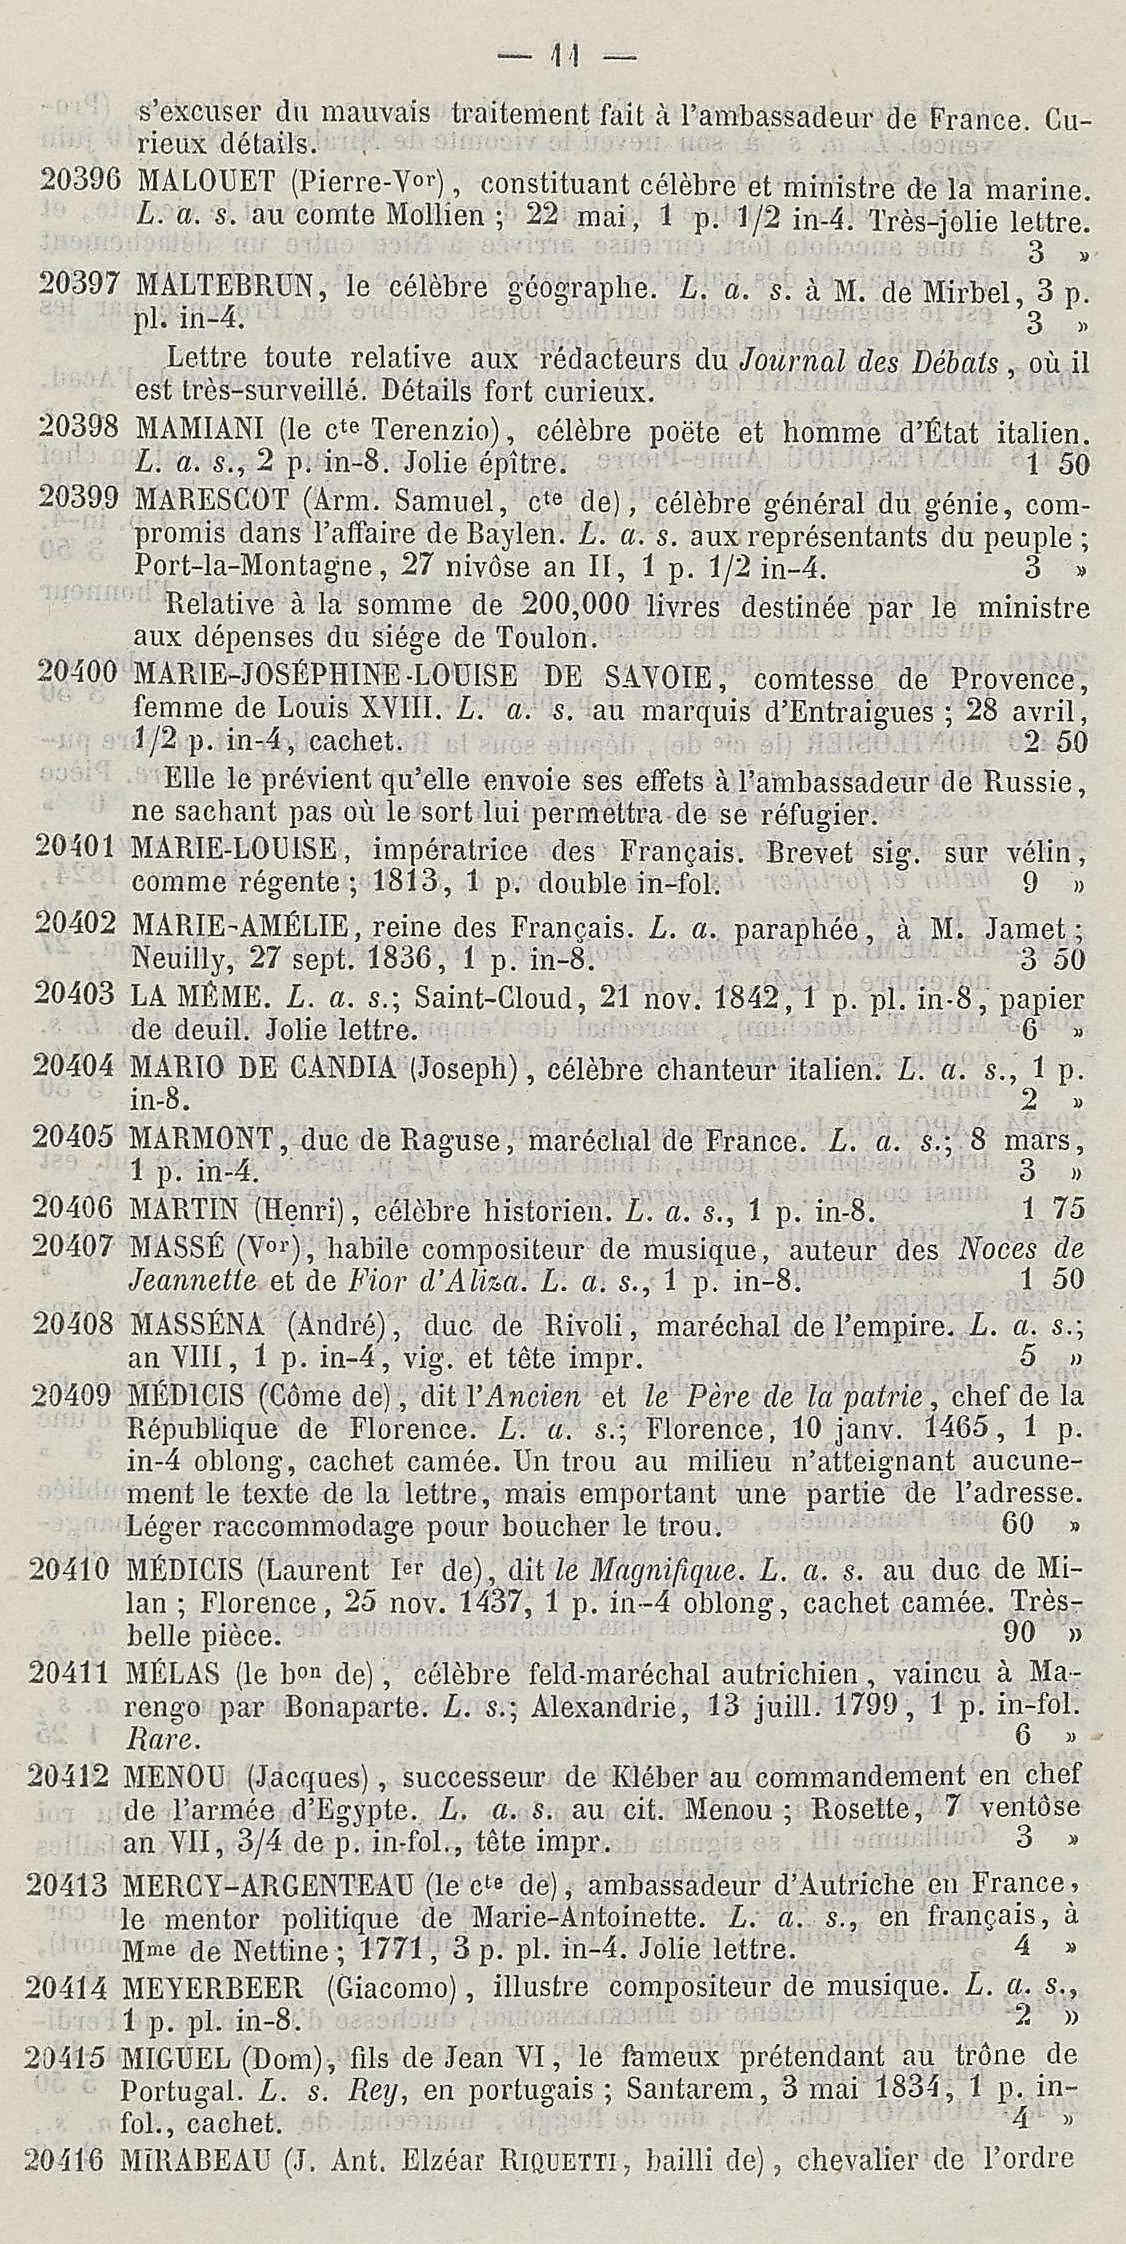 — 11 —
s'excuser du mauvais traitement fait à l'ambassadeur de France. Cu-
rieux détails.
20396 MALOUET (Pierre-Vor), constituant célèbre et ministre de la marine.
L. a. s. au comte Mollien ; 22 mai, 1 p. 1/2 in-4. Très-jolie lettre.
3 »
20397 MALTEBRUN, le célèbre géographe. L. a. s. à M. de Mirbel, 3 p.
pl. in-4. 3 »
Lettre toute relative aux rédacteurs du Journal des Débats, où il
est très-surveillé. Détails fort curieux.
20398 MAMIANI (le cte Terenzio), célèbre poëte et homme d'État italien.
L. a. s., 2 p. in-8. Jolie épître. 1 50
20399 MARESCOT (Arm. Samuel, cte de), célèbre général du génie, com-
promis dans l'affaire de Baylen. L. a. s. aux représentants du peuple ;
Port-la-Montagne, 27 nivôse an II, 1 p. 1/2 in-4. 3 »
Relative à la somme de 200,000 livres destinée par le ministre
aux dépenses du siége de Toulon.
20400 MARIE-JOSÉPHINE-LOUISE DE SAVOIE, comtesse de Provence,
femme de Louis XVIII. L. a. s. au marquis d'Entraigues ; 28 avril,
1/2 p. in-4, cachet. 2 50
Elle le prévient qu'elle envoie ses effets à l'ambassadeur de Russie,
ne sachant pas où le sort lui permettra de se réfugier.
20401 MARIE-LOUISE, impératrice des Français. Brevet sig. sur vélin,
comme régente ; 1813, 1 p. double in-fol. 9 »
20402 MARIE-AMÉLIE, reine des Français. L. a. paraphée, à M. Jamet ;
Neuilly, 27 sept. 1836, 1 p. in-8. 3 50
20403 LA MÊME. L. a. s.; Saint-Cloud, 21 nov. 1842, 1 p. pl. in-8, papier
de deuil. Jolie lettre. 6 »
20404 MARIO DE CANDIA (Joseph), célèbre chanteur italien. L. a. s., 1 p.
in-8. 2 »
20405 MARMONT, duc de Raguse, maréchal de France. L. a. s.; 8 mars,
1 p. in-4. 3 »
20406 MARTIN (Henri), célèbre historien. L. a. s., 1 p. in-8. 1 75
20407 MASSÉ (Vor), habile compositeur de musique, auteur des Noces de
Jeannette et de Fior d'Aliza. L. a. s., 1 p. in-8. 1 50
20408 MASSÉNA (André), duc de Rivoli, maréchal de l'empire. L. a. s.;
an VIII, 1 p. in-4, vig. et tête impr. 5 »
20409 MÉDICIS (Côme de), dit l'Ancien et le Père de la patrie, chef de la
République de Florence. L. a. s.; Florence, 10 janv. 1465, 1 p.
in-4 oblong, cachet camée. Un trou au milieu n'atteignant aucune-
ment le texte de la lettre, mais emportant une partie de l'adresse.
Léger raccommodage pour boucher le trou. 60 »
20410 MÉDICIS (Laurent Ier de), dit le Magnifique. L. a. s. au duc de Mi-
lan ; Florence, 25 nov. 1437, 1 p. in-4 oblong, cachet camée. Très-
belle pièce. 90 »
20411 MÉLAS (le bon de), célèbre feld-maréchal autrichien, vaincu à Ma-
rengo par Bonaparte. L. s.; Alexandrie, 13 juill. 1799, 1 p. in-fol.
Rare. 6 »
20412 MENOU (Jacques), successeur de Kléber au commandement en chef
de l'armée d'Egypte. L. a. s. au cit. Menou ; Rosette, 7 ventôse
an VII, 3/4 de p. in-fol., tête impr. 3 »
20413 MERCY-ARGENTEAU (le cte de), ambassadeur d'Autriche en France,
le mentor politique de Marie-Antoinette. L. a. s., en français, à
Mme de Nettine ; 1771, 3 p. pl. in-4. Jolie lettre. 4 »
20414 MEYERBEER (Giacomo), illustre compositeur de musique. L. a. s.,
1 p. pl. in-8. 2 »
20415 MIGUEL (Dom), fils de Jean VI, le fameux prétendant au trône de
Portugal. L. s. Rey, en portugais ; Santarem, 3 mai 1834, 1 p. in-
fol., cachet. 4 »
20416 MIRABEAU (J. Ant. Elzéar RIQUETTI, bailli de), chevalier de l'ordre